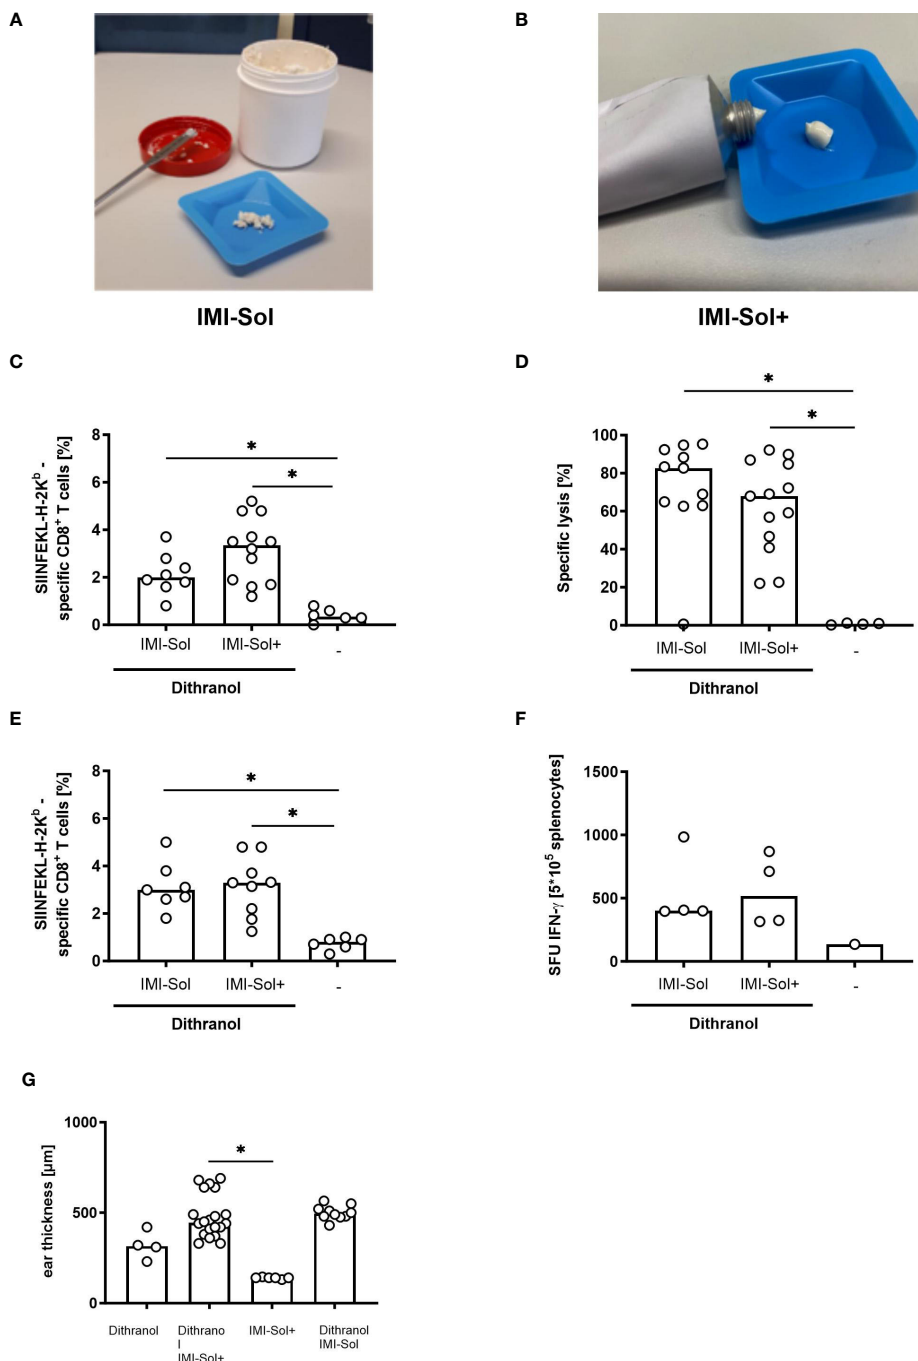 A
B
IMI-Sol
IMI-Sol+
C
SIINFEKL-H-2Kᵇ -
specific CD8⁺ T cells [%]
8
6
4
2
0
*
*
IMI-Sol
IMI-Sol+
-
Dithranol
D
Specific lysis [%]
100
80
60
40
20
0
*
*
IMI-Sol
IMI-Sol+
-
Dithranol
E
SIINFEKL-H-2Kᵇ -
specific CD8⁺ T cells [%]
8
6
4
2
0
*
*
IMI-Sol
IMI-Sol+
-
Dithranol
F
SFU IFN-γ [5*10⁵ splenocytes]
1500
1000
500
0
IMI-Sol
IMI-Sol+
-
Dithranol
G
ear thickness [µm]
1000
500
0
*
Dithranol
Dithrano
l
IMI-Sol+
IMI-Sol+
Dithranol
IMI-Sol